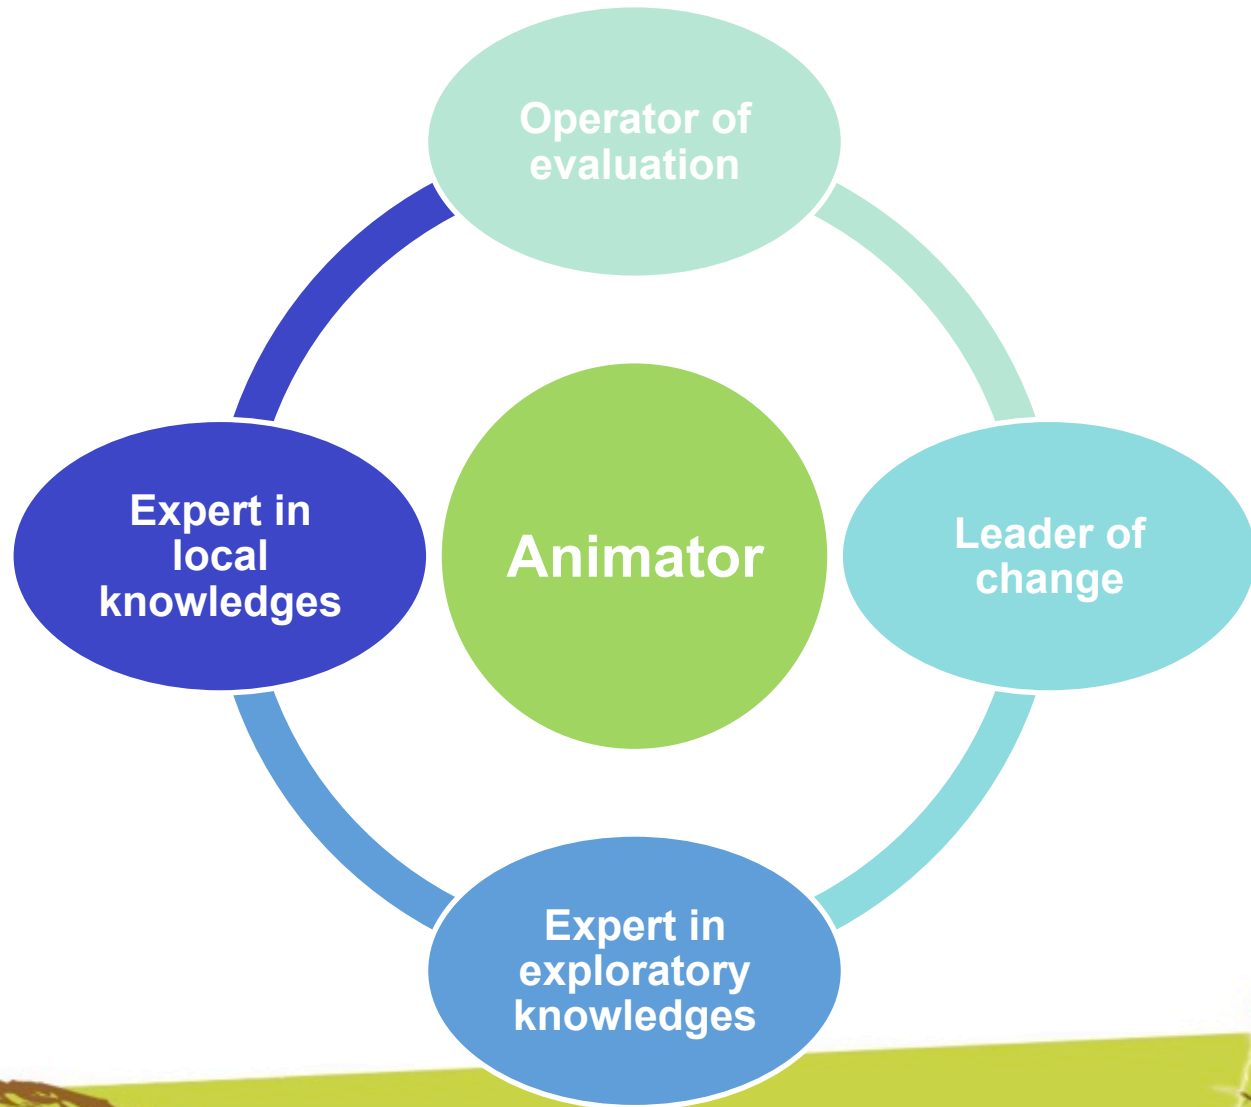 Operator of
evaluation
Expert in
local
knowledges
Animator
Leader of
change
Expert in
exploratory
knowledges